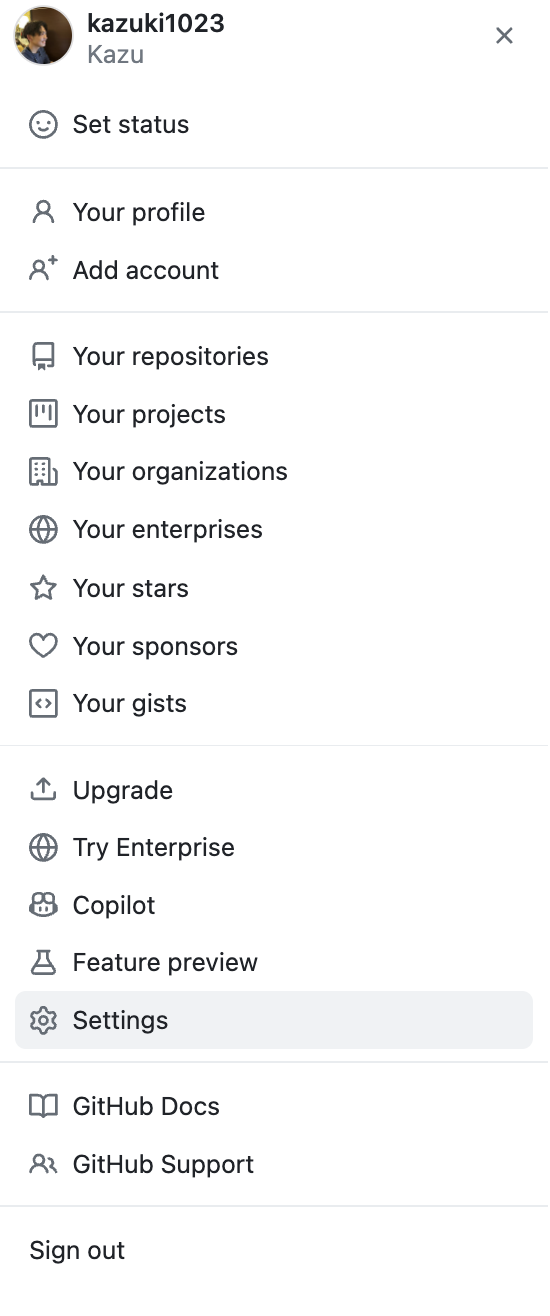 kazuki1023
Kazu
Set status
Your profile
Add account
Your repositories
Your projects
Your organizations
Your enterprises
Your stars
Your sponsors
Your gists
Upgrade
Try Enterprise
Copilot
Feature preview
Settings
GitHub Docs
GitHub Support
Sign out